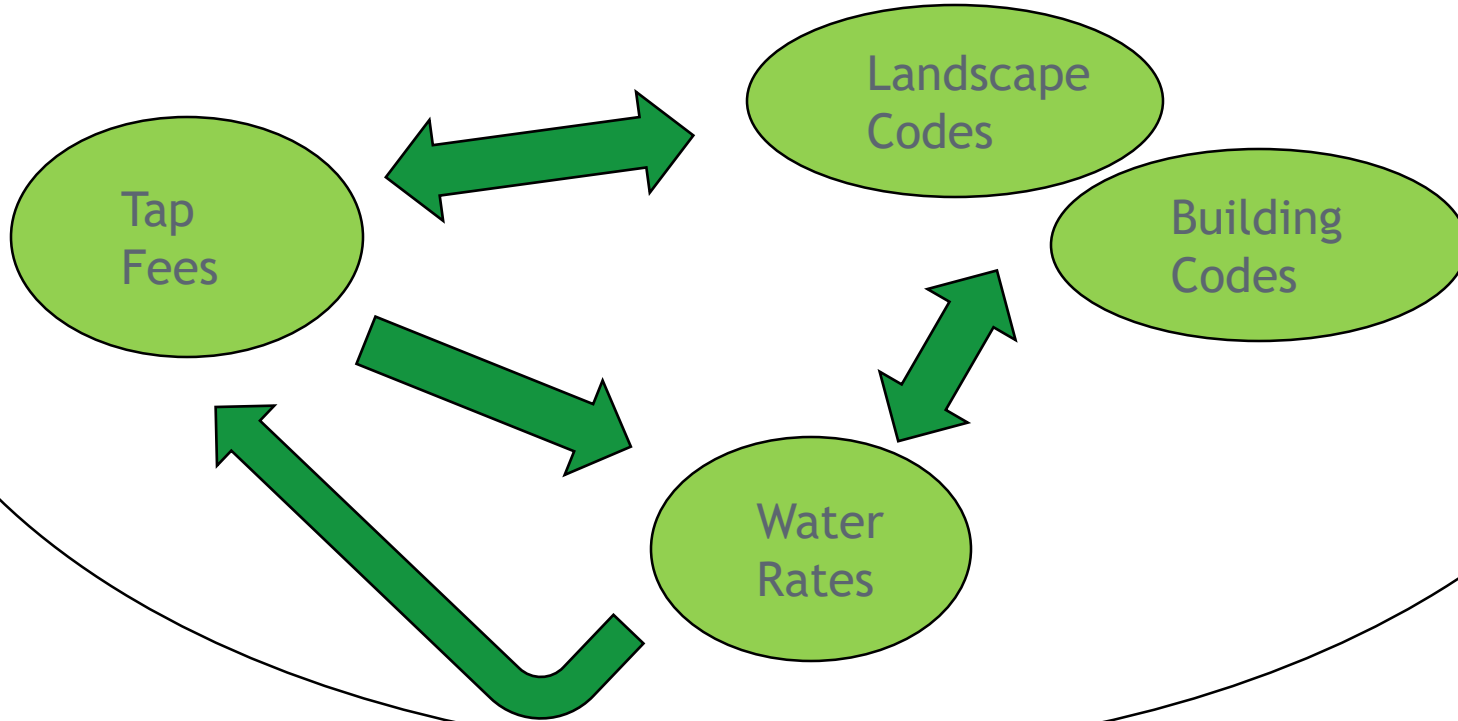 Landscape
Codes
Tap
Fees
Building
Codes
Water
Rates